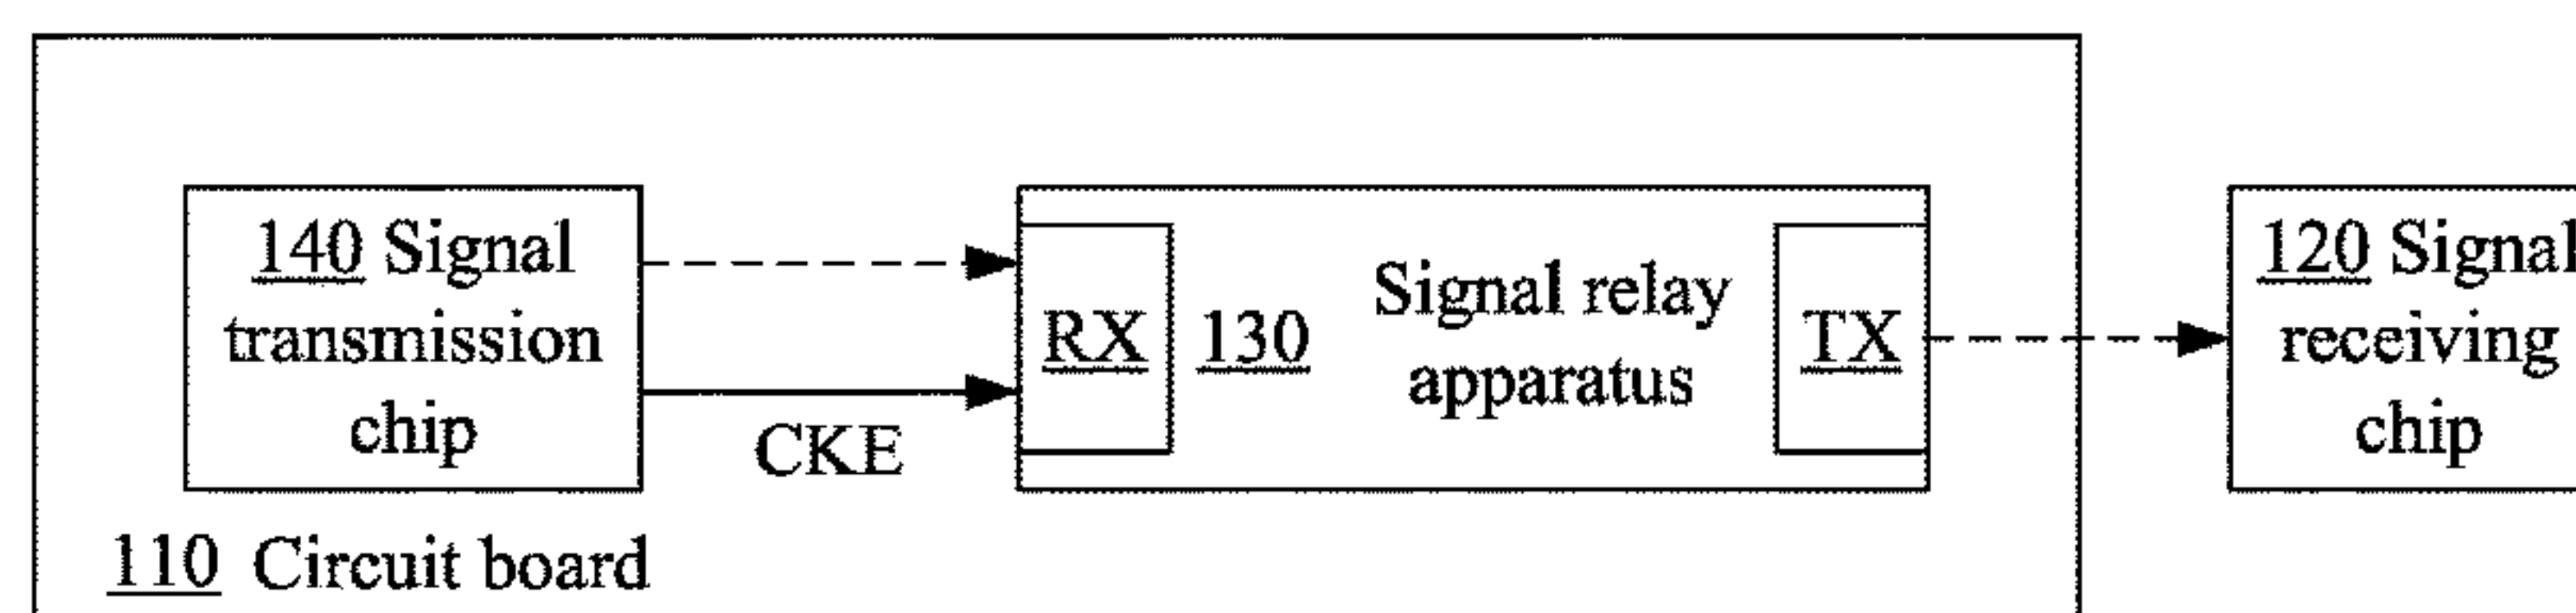 140 Signal
transmission
chip
CKE
RX
130
Signal relay
apparatus
TX
120 Signal
receiving
chip
110 Circuit board